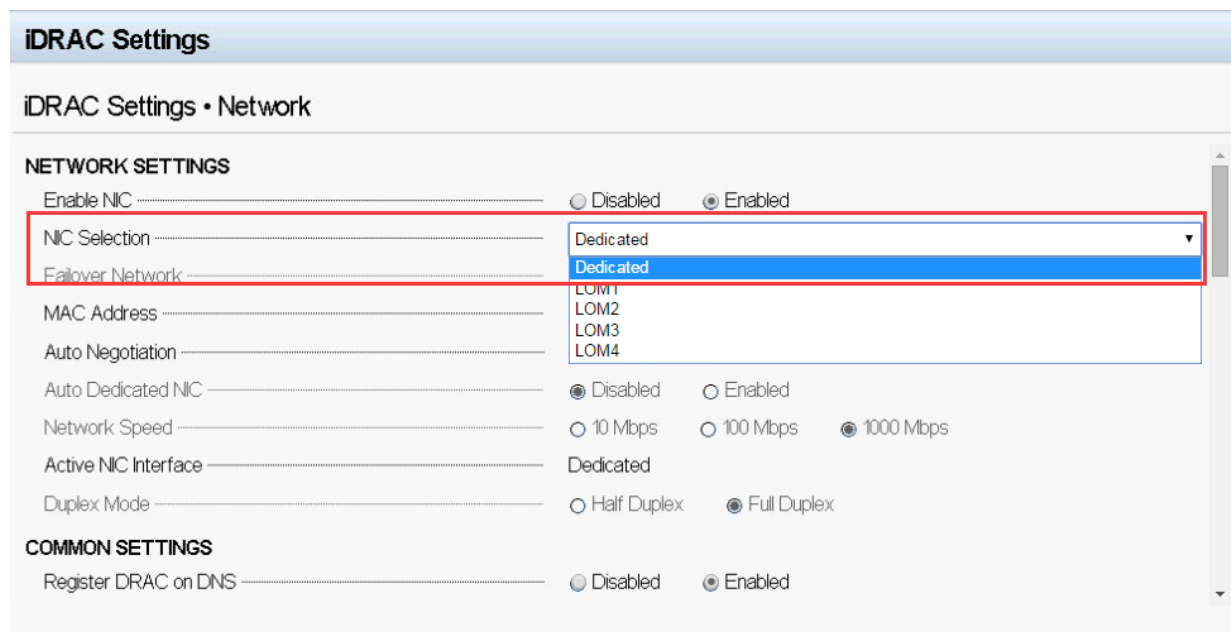 iDRAC Settings
iDRAC Settings • Network
NETWORK SETTINGS
Enable NIC Disabled Enabled
NIC Selection Dedicated
Failover Network Dedicated
LOM1
MAC Address LOM2
LOM3
Auto Negotiation LOM4
Auto Dedicated NIC Disabled Enabled
Network Speed 10 Mbps 100 Mbps 1000 Mbps
Active NIC Interface Dedicated
Duplex Mode Half Duplex Full Duplex
COMMON SETTINGS
Register DRAC on DNS Disabled Enabled